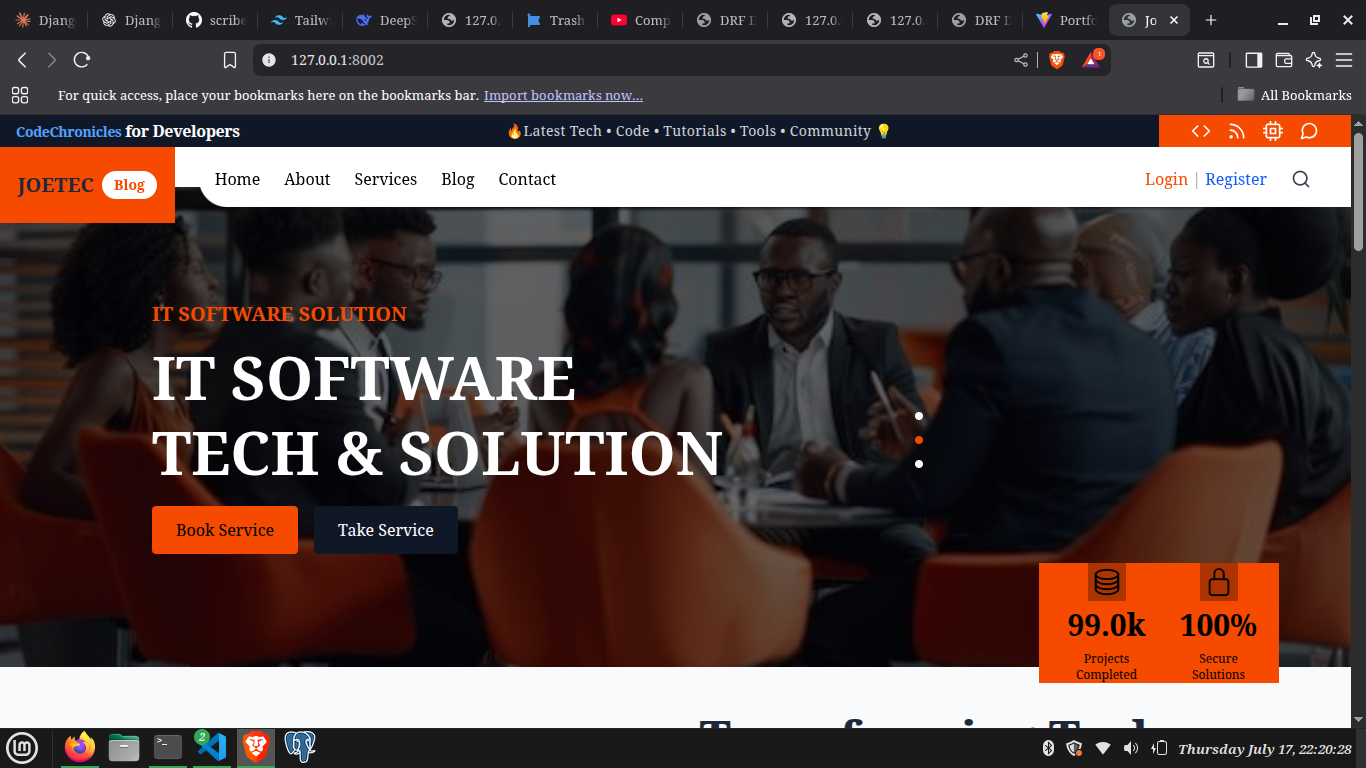 Djang
Djang
scribe
Tailw
DeepS
127.0.
Trash
Comp
DRF D
127.0.
127.0.
DRF D
Portfo
Jo
127.0.0.1:8002
1
For quick access, place your bookmarks here on the bookmarks bar. Import bookmarks now...
All Bookmarks
CodeChronicles for Developers
🔥Latest Tech • Code • Tutorials • Tools • Community 💡
JOETEC Blog
Home About Services Blog Contact
Login | Register
IT SOFTWARE SOLUTION
IT SOFTWARE
TECH & SOLUTION
Book Service
Take Service
99.0k
Projects
Completed
100%
Secure
Solutions
2
Thursday July 17, 22:20:28